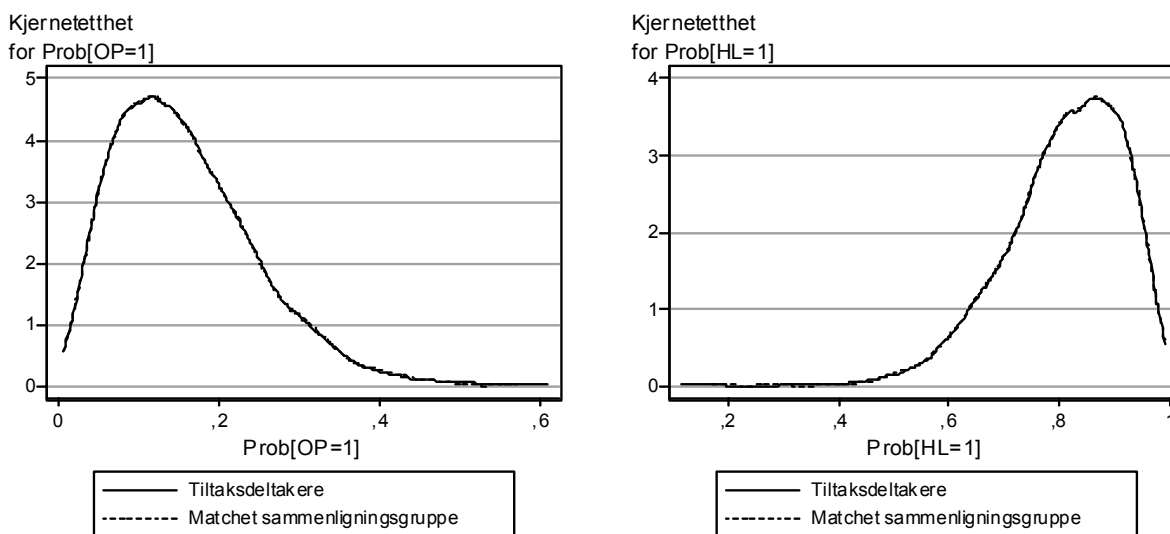 Kjernetetthet
for Prob[OP=1]
5
4
3
2
1
0
0 ,2 ,4 ,6
Prob[OP=1]
Tiltaksdeltakere
Matchet sammenligningsgruppe
Kjernetetthet
for Prob[HL=1]
4
3
2
1
0
,2 ,4 ,6 ,8 1
Prob[HL=1]
Tiltaksdeltakere
Matchet sammenligningsgruppe